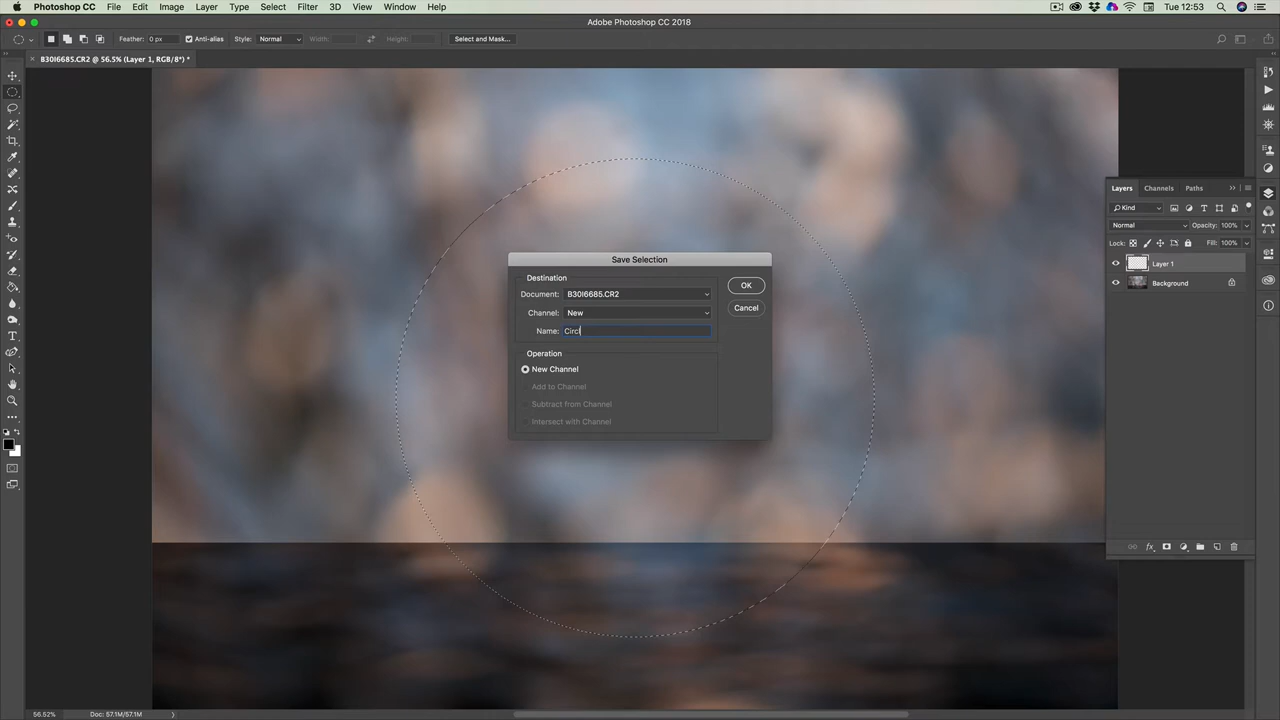 Photoshop CC File Edit Image Layer Type Select Filter 3D View Window Help Tue 12:53
Adobe Photoshop CC 2018
Feather: 0 px Anti-alias Style: Normal Width: Height: Select and Mask...
B30I6685.CR2 @ 56.5% (Layer 1, RGB/8*) *
Save Selection
Destination
Document: B30I6685.CR2
Channel: New
Name: Circl
Operation
New Channel
Add to Channel
Subtract from Channel
Intersect with Channel
OK
Cancel
Layers Channels Paths
Kind
Normal Opacity: 100%
Lock: Fill: 100%
Layer 1
Background
56.52% Doc: 57.1M/57.1M